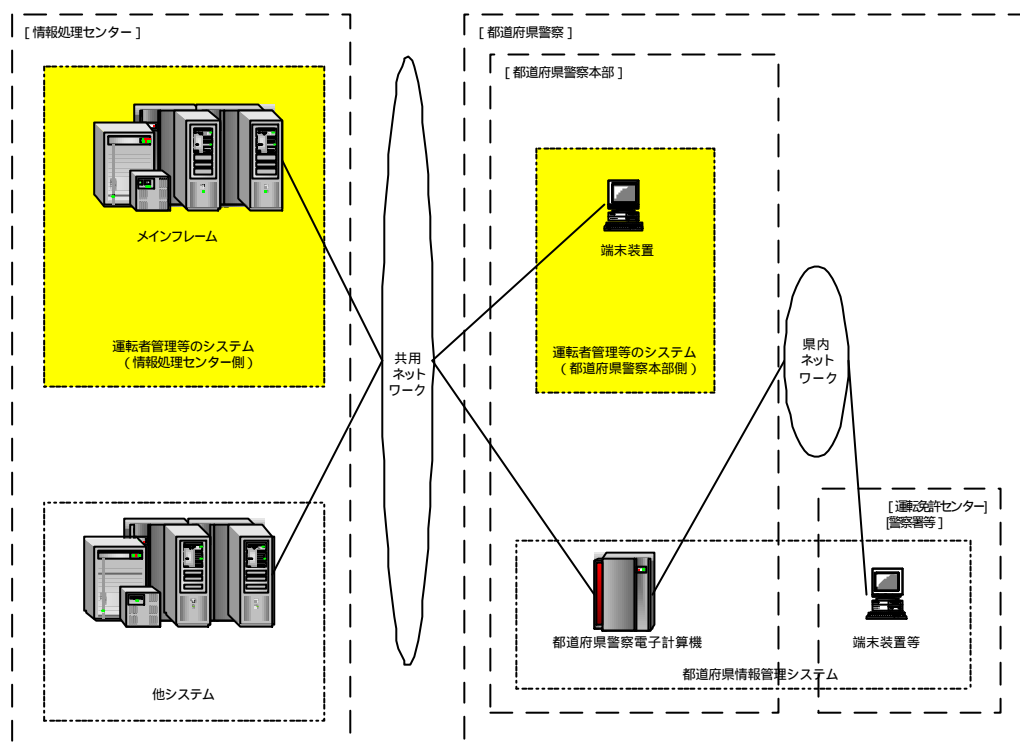 [ 情報処理センター ]
メインフレーム
運転者管理等のシステム
( 情報処理センター側 )
他システム
共用
ネット
ワーク
[ 都道府県警察 ]
[ 都道府県警察本部 ]
端末装置
運転者管理等のシステム
( 都道府県警察本部側 )
県内
ネット
ワーク
[ 運転免許センター]
[警察署等 ]
都道府県警察電子計算機
端末装置等
都道府県情報管理システム